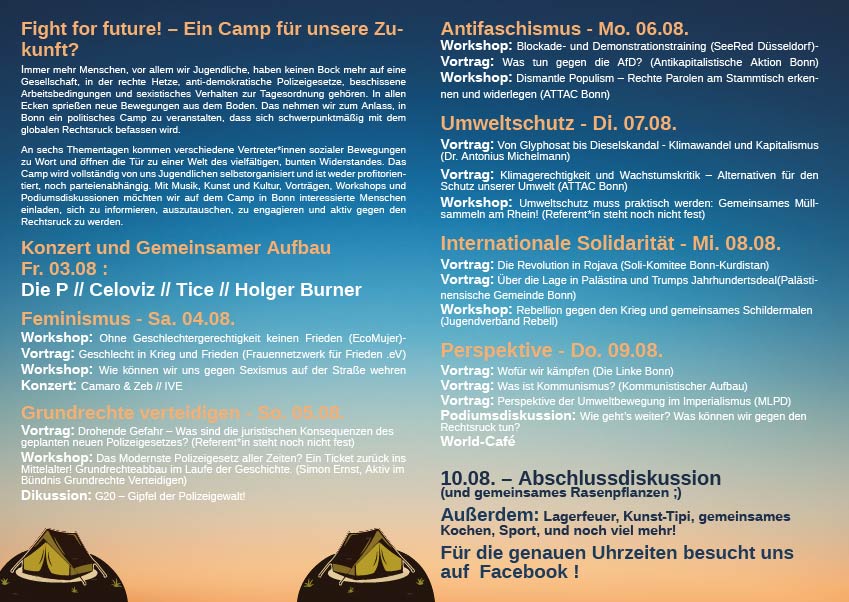 Fight for future! – Ein Camp für unsere Zu-
kunft?
Immer mehr Menschen, vor allem wir Jugendliche, haben keinen Bock mehr auf eine
Gesellschaft, in der rechte Hetze, anti-demokratische Polizeigesetze, beschissene
Arbeitsbedingungen und sexistisches Verhalten zur Tagesordnung gehören. In allen
Ecken sprießen neue Bewegungen aus dem Boden. Das nehmen wir zum Anlass, in
Bonn ein politisches Camp zu veranstalten, dass sich schwerpunktmäßig mit dem
globalen Rechtsruck befassen wird.
An sechs Thementagen kommen verschiedene Vertreter*innen sozialer Bewegungen
zu Wort und öffnen die Tür zu einer Welt des vielfältigen, bunten Widerstandes. Das
Camp wird vollständig von uns Jugendlichen selbstorganisiert und ist weder profitorien-
tiert, noch parteienabhängig. Mit Musik, Kunst und Kultur, Vorträgen, Workshops und
Podiumsdiskussionen möchten wir auf dem Camp in Bonn interessierte Menschen
einladen, sich zu informieren, auszutauschen, zu engagieren und aktiv gegen den
Rechtsruck zu werden.
Konzert und Gemeinsamer Aufbau
Fr. 03.08 :
Die P // Celoviz // Tice // Holger Burner
Feminismus - Sa. 04.08.
Workshop: Ohne Geschlechtergerechtigkeit keinen Frieden (EcoMujer)-
Vortrag: Geschlecht in Krieg und Frieden (Frauennetzwerk für Frieden .eV)
Workshop: Wie können wir uns gegen Sexismus auf der Straße wehren
Konzert: Camaro & Zeb // IVE
Grundrechte verteidigen - So. 05.08.
Vortrag: Drohende Gefahr – Was sind die juristischen Konsequenzen des
geplanten neuen Polizeigesetzes? (Referent*in steht noch nicht fest)
Workshop: Das Modernste Polizeigesetz aller Zeiten? Ein Ticket zurück ins
Mittelalter! Grundrechteabbau im Laufe der Geschichte. (Simon Ernst, Aktiv im
Bündnis Grundrechte Verteidigen)
Dikussion: G20 – Gipfel der Polizeigewalt!
Antifaschismus - Mo. 06.08.
Workshop: Blockade- und Demonstrationstraining (SeeRed Düsseldorf)-
Vortrag: Was tun gegen die AfD? (Antikapitalistische Aktion Bonn)
Workshop: Dismantle Populism – Rechte Parolen am Stammtisch erken-
nen und widerlegen (ATTAC Bonn)
Umweltschutz - Di. 07.08.
Vortrag: Von Glyphosat bis Dieselskandal - Klimawandel und Kapitalismus
(Dr. Antonius Michelmann)
Vortrag: Klimagerechtigkeit und Wachstumskritik – Alternativen für den
Schutz unserer Umwelt (ATTAC Bonn)
Workshop: Umweltschutz muss praktisch werden: Gemeinsames Müll-
sammeln am Rhein! (Referent*in steht noch nicht fest)
Internationale Solidarität - Mi. 08.08.
Vortrag: Die Revolution in Rojava (Soli-Komitee Bonn-Kurdistan)
Vortrag: Über die Lage in Palästina und Trumps Jahrhundertsdeal(Palästi-
nensische Gemeinde Bonn)
Workshop: Rebellion gegen den Krieg und gemeinsames Schildermalen
(Jugendverband Rebell)
Perspektive - Do. 09.08.
Vortrag: Wofür wir kämpfen (Die Linke Bonn)
Vortrag: Was ist Kommunismus? (Kommunistischer Aufbau)
Vortrag: Perspektive der Umweltbewegung im Imperialismus (MLPD)
Podiumsdiskussion: Wie geht's weiter? Was können wir gegen den
Rechtsruck tun?
World-Café
10.08. – Abschlussdiskussion
(und gemeinsames Rasenpflanzen ;)
Außerdem: Lagerfeuer, Kunst-Tipi, gemeinsames
Kochen, Sport, und noch viel mehr!
Für die genauen Uhrzeiten besucht uns
auf Facebook !